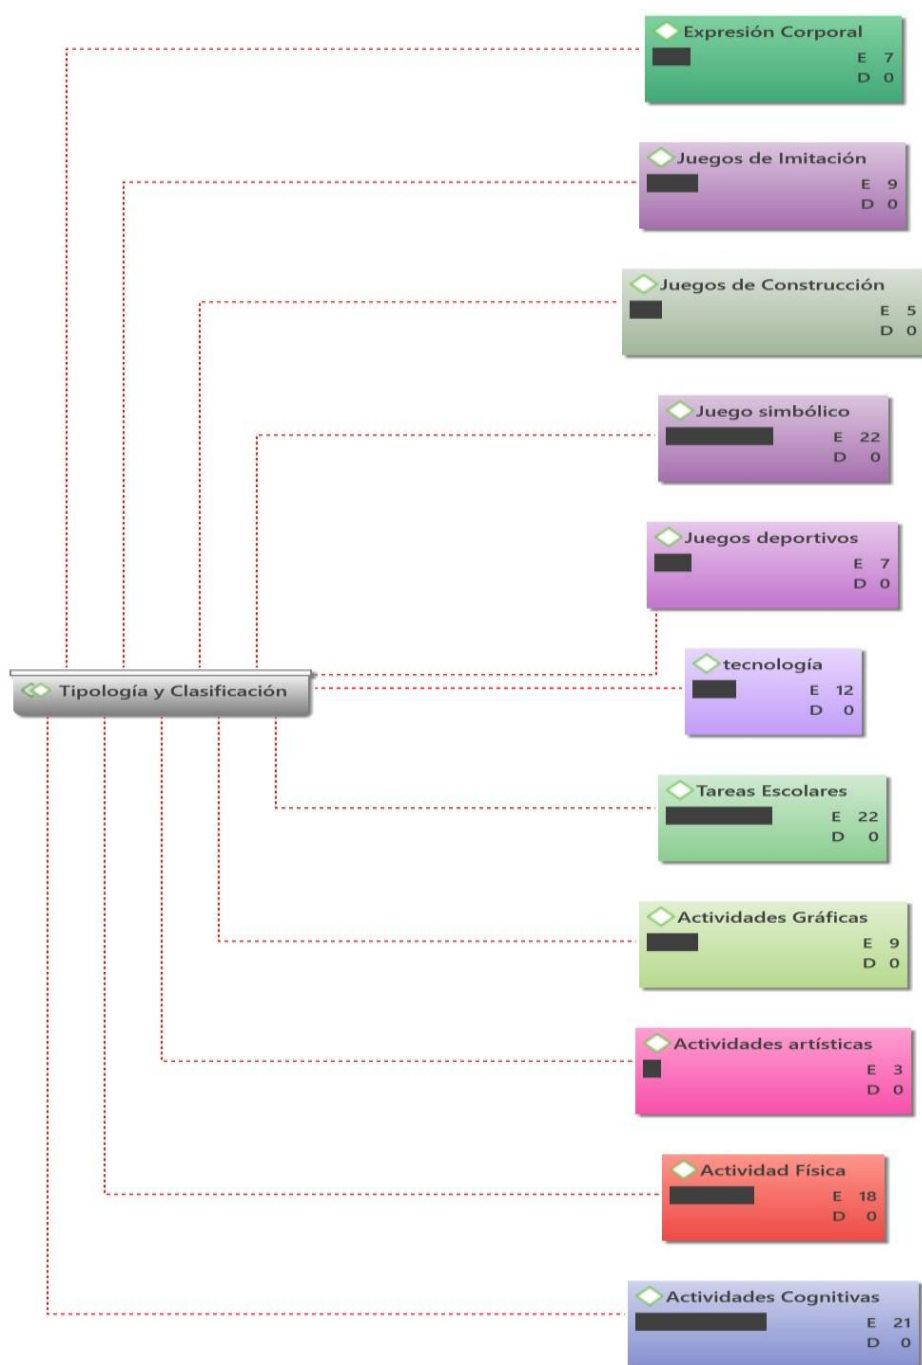 Expresión Corporal
E 7
D 0
Juegos de Imitación
E 9
D 0
Juegos de Construcción
E 5
D 0
Juego simbólico
E 22
D 0
Juegos deportivos
E 7
D 0
tecnología
E 12
D 0
Tipología y Clasificación
Tareas Escolares
E 22
D 0
Actividades Gráficas
E 9
D 0
Actividades artísticas
E 3
D 0
Actividad Física
E 18
D 0
Actividades Cognitivas
E 21
D 0